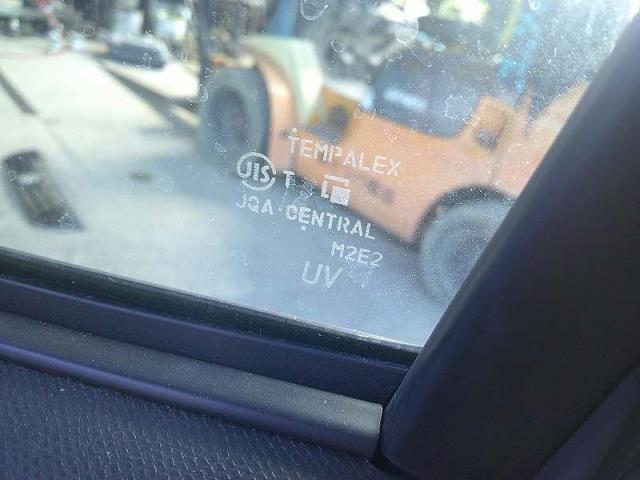 TEMPALEX
JIS T
JQA CENTRAL
M2E2
UV